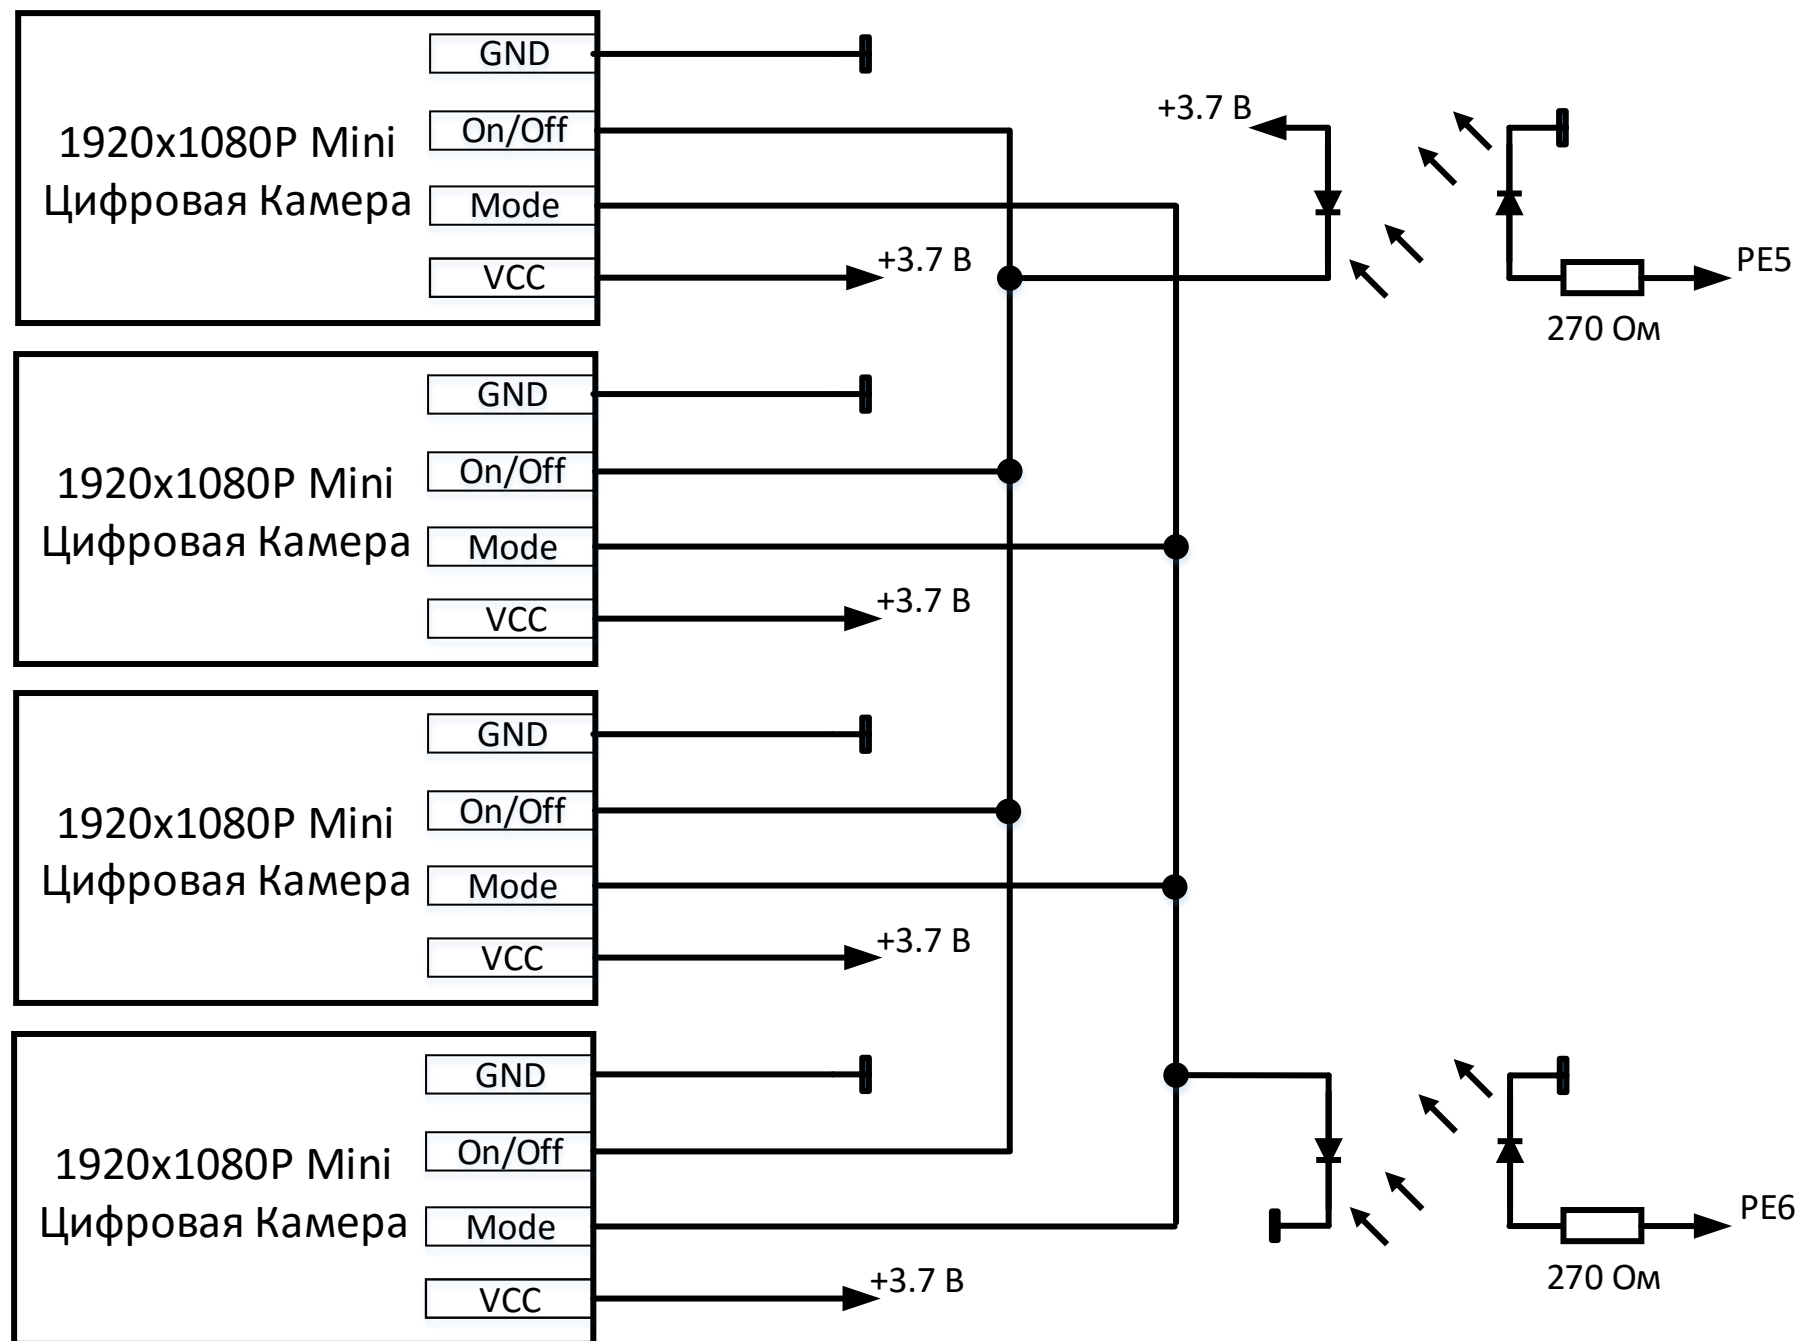 GND
On/Off
1920x1080P Mini
Цифровая Камера
Mode
VCC
+3.7 В
+3.7 В
PE5
270 Ом
GND
On/Off
1920x1080P Mini
Цифровая Камера
Mode
VCC
+3.7 В
GND
On/Off
1920x1080P Mini
Цифровая Камера
Mode
VCC
+3.7 В
GND
On/Off
1920x1080P Mini
Цифровая Камера
Mode
VCC
+3.7 В
PE6
270 Ом